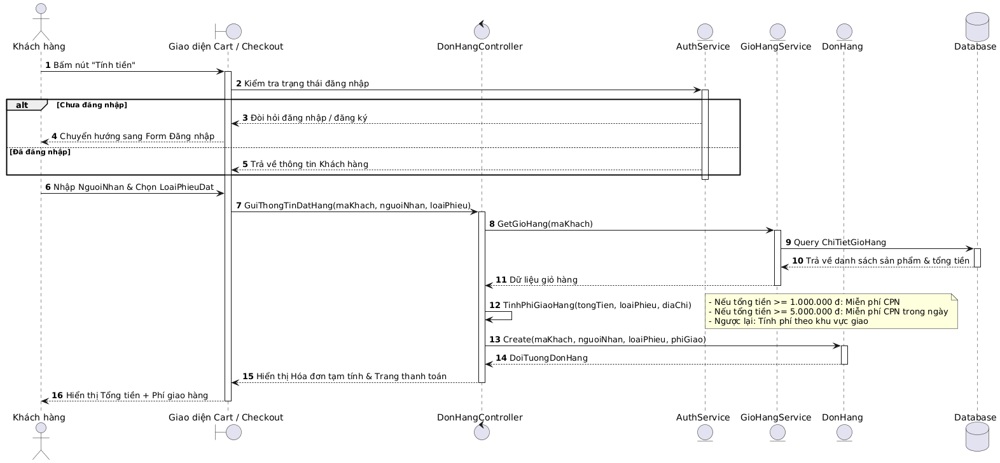 Khách hàng
Giao diện Cart / Checkout
DonHangController
AuthService
GioHangService
DonHang
Database
1 Bấm nút "Tính tiền"
2 Kiểm tra trạng thái đăng nhập
alt
[Chưa đăng nhập]
3 Đòi hỏi đăng nhập / đăng ký
4 Chuyển hướng sang Form Đăng nhập
[Đã đăng nhập]
5 Trả về thông tin Khách hàng
6 Nhập NguoiNhan & Chọn LoaiPhieuDat
7 GuiThongTinDatHang(maKhach, nguoiNhan, loaiPhieu)
8 GetGioHang(maKhach)
9 Query ChiTietGioHang
10 Trả về danh sách sản phẩm & tổng tiền
11 Dữ liệu giỏ hàng
12 TinhPhiGiaoHang(tongTien, loaiPhieu, diaChi)
- Nếu tổng tiền >= 1.000.000 đ: Miễn phí CPN
- Nếu tổng tiền >= 5.000.000 đ: Miễn phí CPN trong ngày
- Ngược lại: Tính phí theo khu vực giao
13 Create(maKhach, nguoiNhan, loaiPhieu, phiGiao)
14 DoiTuongDonHang
15 Hiển thị Hóa đơn tạm tính & Trang thanh toán
16 Hiển thị Tổng tiền + Phí giao hàng
Khách hàng
Giao diện Cart / Checkout
DonHangController
AuthService
GioHangService
DonHang
Database